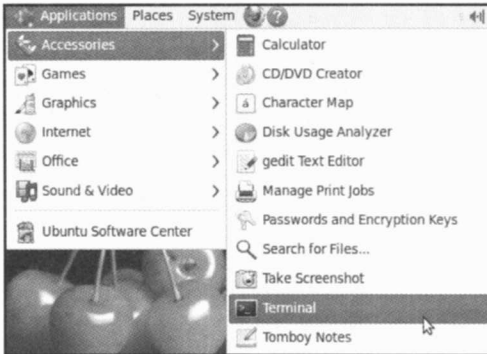 Applications Places System
Accessories
Games
Graphics
Internet
Office
Sound & Video
Ubuntu Software Center
Calculator
CD/DVD Creator
Character Map
Disk Usage Analyzer
gedit Text Editor
Manage Print Jobs
Passwords and Encryption Keys
Search for Files...
Take Screenshot
Terminal
Tomboy Notes